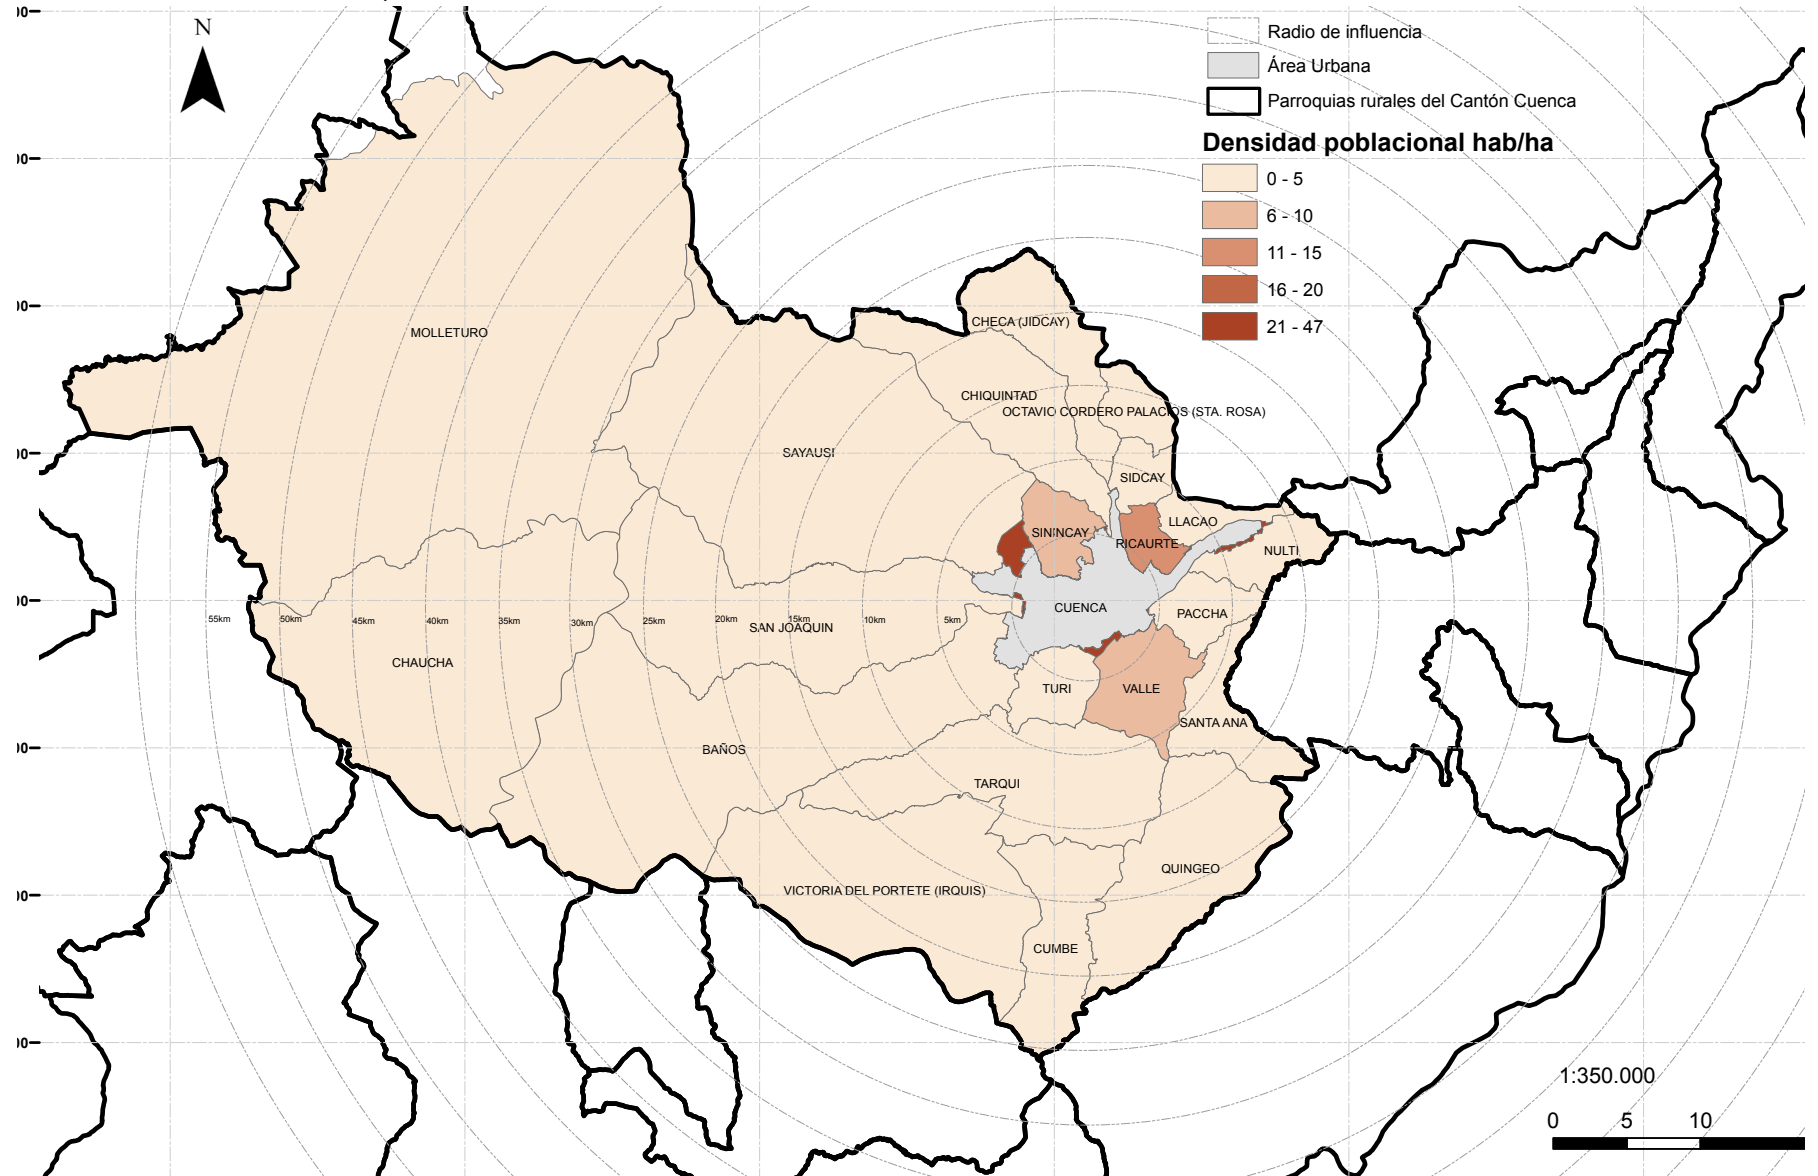 N
Radio de influencia
Área Urbana
Parroquias rurales del Cantón Cuenca
Densidad poblacional hab/ha
0 - 5
6 - 10
11 - 15
16 - 20
21 - 47
MOLLETURO
CHECA (JIDCAY)
CHIQUINTAD
OCTAVIO CORDERO PALACIOS (STA. ROSA)
SAYAUSI
SIDCAY
LLACAO
SININCAY
RICAURTE
NULTI
CUENCA
PACCHA
55km
50km
45km
40km
35km
30km
25km
20km
15km
10km
5km
SAN JOAQUIN
CHAUCHA
TURI
VALLE
SANTA ANA
BAÑOS
TARQUI
QUINGEO
VICTORIA DEL PORTETE (IRQUIS)
CUMBE
1:350.000
0 5 10